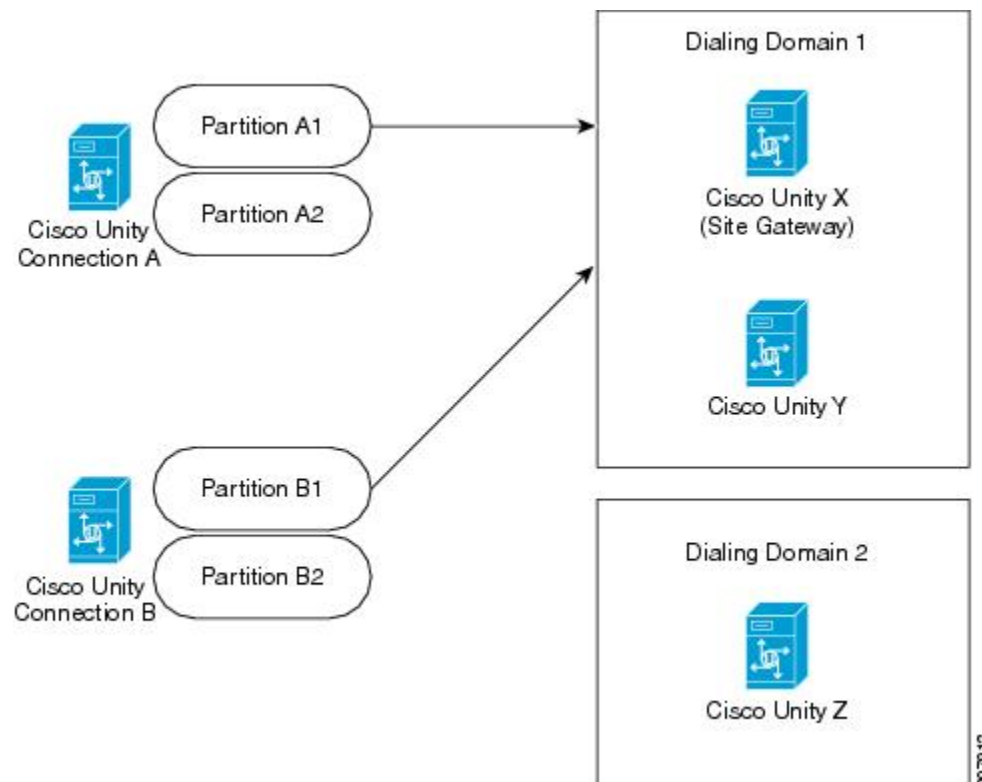 Dialing Domain 1
Partition A1
Partition A2
Cisco Unity
Connection A
Cisco Unity X
(Site Gateway)
Cisco Unity Y
Partition B1
Partition B2
Cisco Unity
Connection B
Dialing Domain 2
Cisco Unity Z